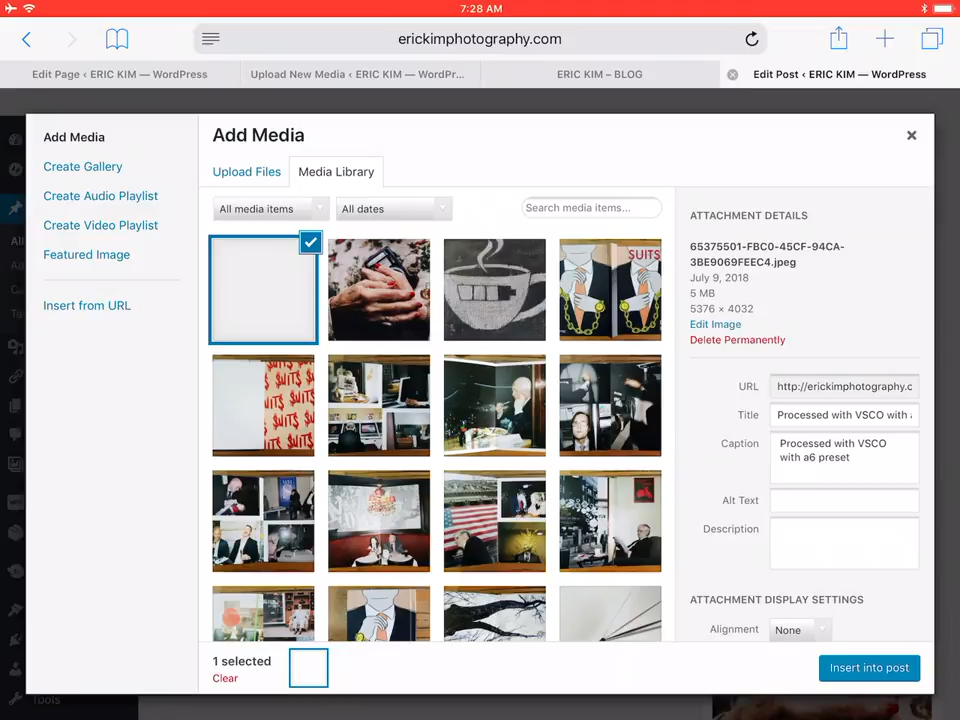 7:28 AM
erickimphotography.com
Edit Page ‹ ERIC KIM — WordPress
Upload New Media ‹ ERIC KIM — WordPr...
ERIC KIM – BLOG
Edit Post ‹ ERIC KIM — WordPress
Add Media
Create Gallery
Create Audio Playlist
Create Video Playlist
Featured Image
Insert from URL
Add Media
Upload Files
Media Library
All media items
All dates
Search media items...
SUITS
$UIT$
ATTACHMENT DETAILS
65375501-FBC0-45CF-94CA-
3BE9069FEEC4.jpeg
July 9, 2018
5 MB
5376 × 4032
Edit Image
Delete Permanently
URL
http://erickimphotography.c
Title
Processed with VSCO with
Caption
Processed with VSCO
with a6 preset
Alt Text
Description
ATTACHMENT DISPLAY SETTINGS
Alignment
None
1 selected
Clear
Insert into post
Tools